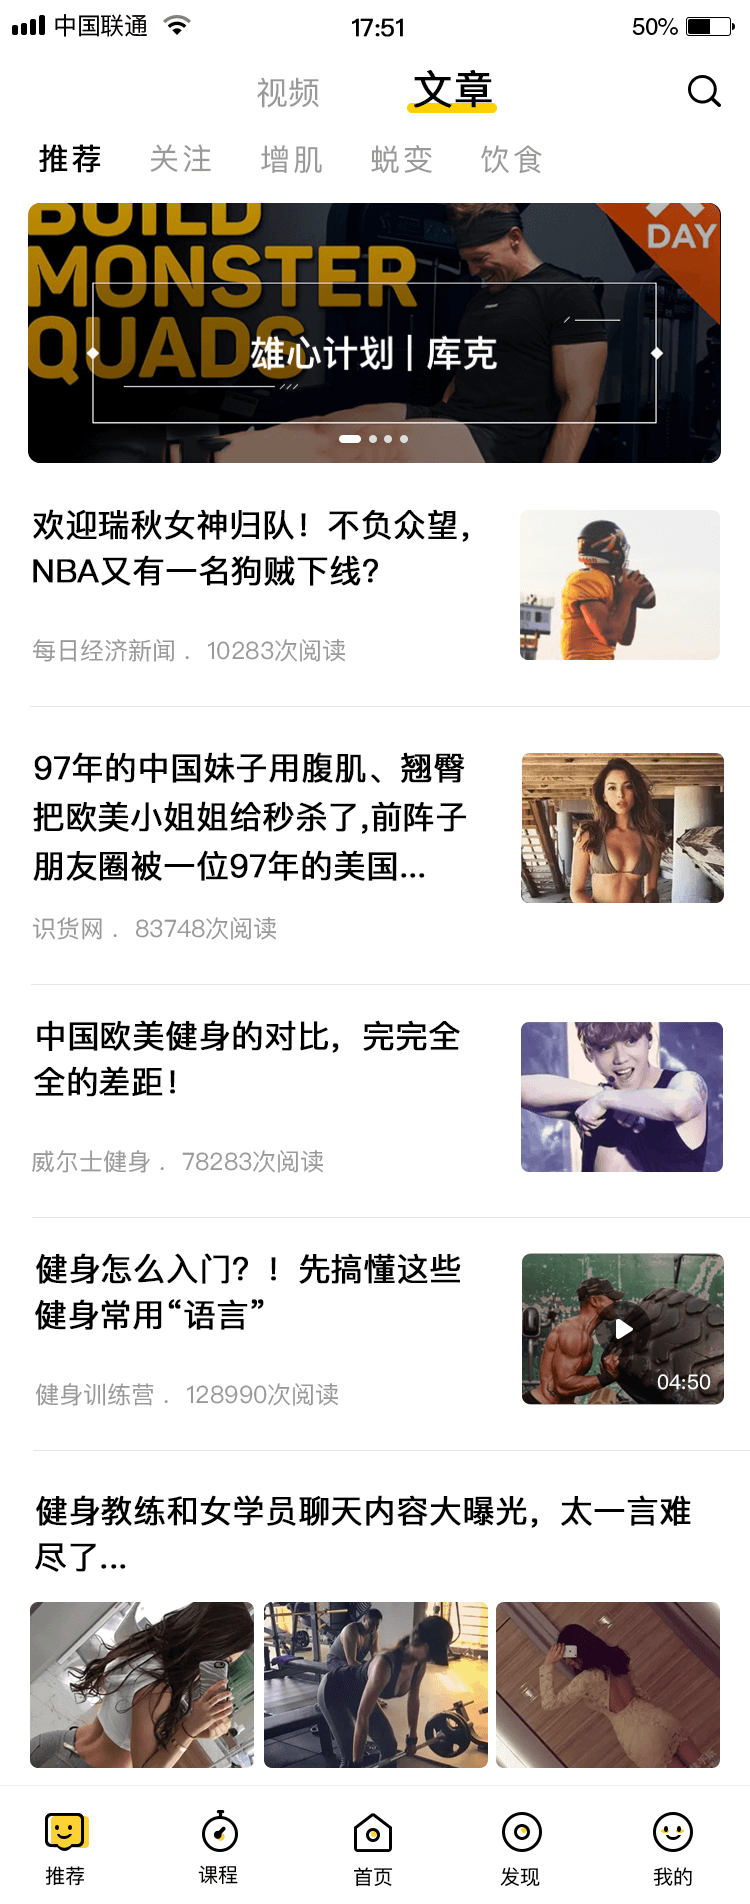 中国联通
17:51
50%
视频
文章
推荐
关注
增肌
蜕变
饮食
BUILD
MONSTER
QUADS
DAY
雄心计划 | 库克
欢迎瑞秋女神归队！不负众望，
NBA又有一名狗贼下线?
每日经济新闻 .  10283次阅读
97年的中国妹子用腹肌、翘臀
把欧美小姐姐给秒杀了,前阵子
朋友圈被一位97年的美国...
识货网 .  83748次阅读
中国欧美健身的对比，完完全
全的差距！
威尔士健身 .  78283次阅读
健身怎么入门？！先搞懂这些
健身常用“语言”
健身训练营 .  128990次阅读
04:50
健身教练和女学员聊天内容大曝光，太一言难
尽了...
推荐
课程
首页
发现
我的